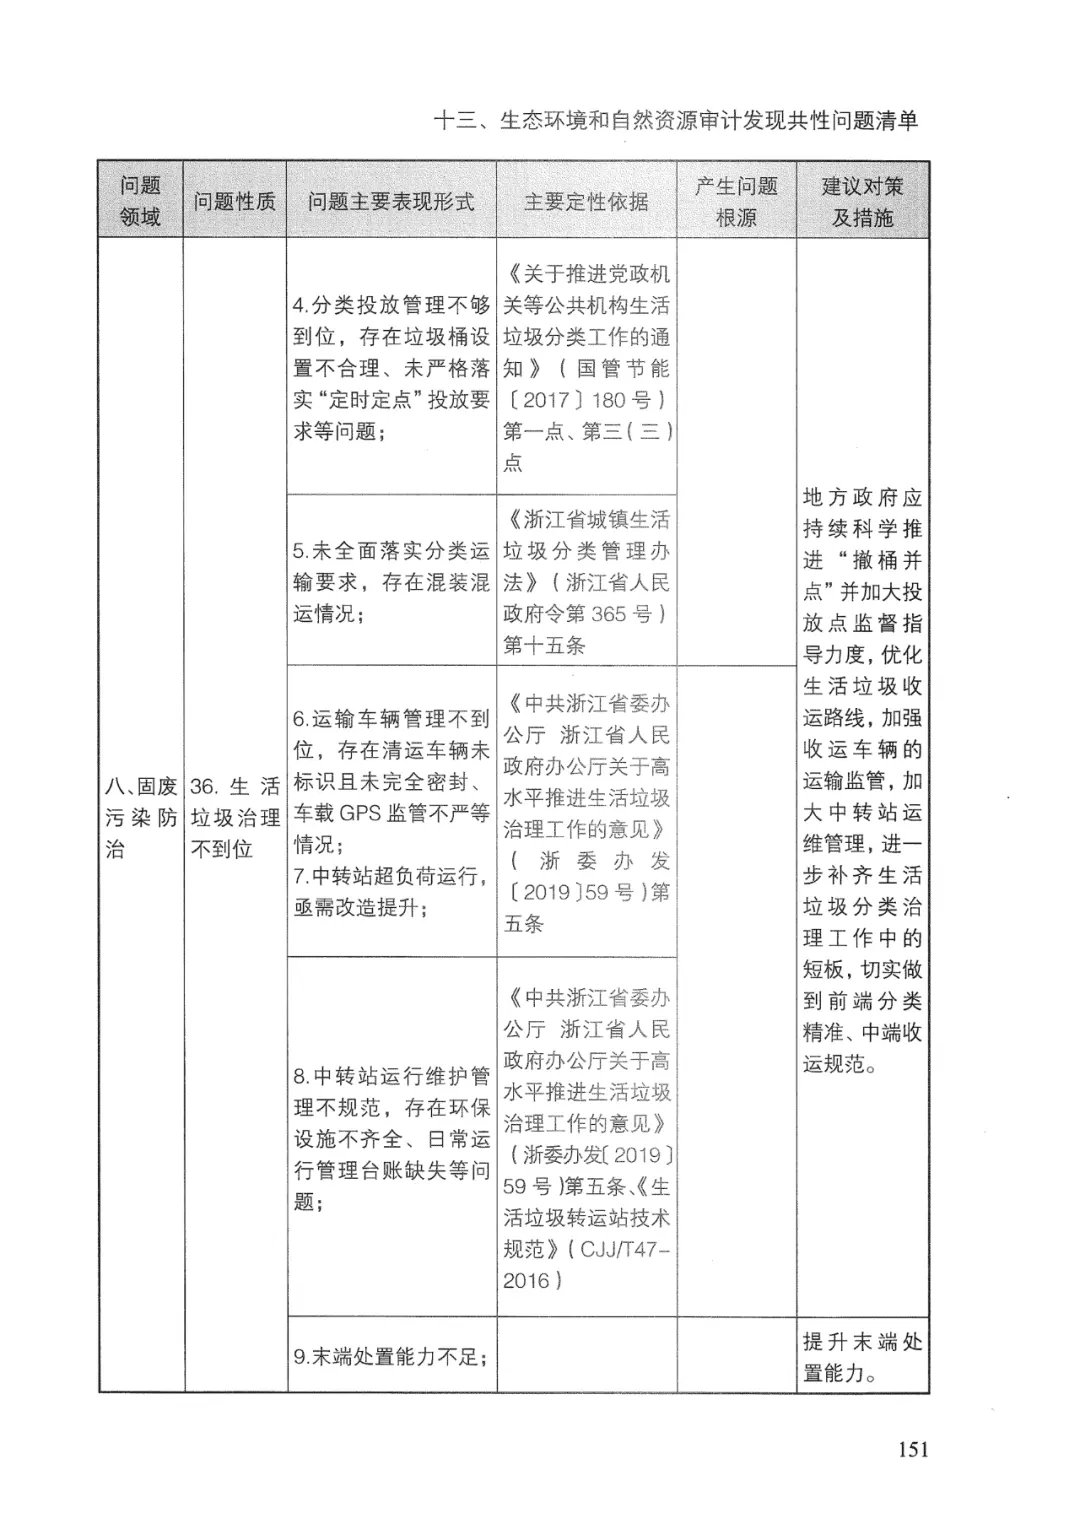 十三、生态环境和自然资源审计发现共性问题清单
问题
领域
问题性质
问题主要表现形式
主要定性依据
产生问题
根源
建议对策
及措施
八、固废
污染防
治
36. 生活
垃圾治理
不到位
4.分类投放管理不够
到位，存在垃圾桶设
置不合理、未严格落
实“定时定点”投放要
求等问题；
《关于推进党政机
关等公共机构生活
垃圾分类工作的通
知》（国管节能
〔2017〕180号）
第一点、第三(三)
点
5.未全面落实分类运
输要求，存在混装混
运情况；
《浙江省城镇生活
垃圾分类管理办
法》（浙江省人民
政府令第365号）
第十五条
6.运输车辆管理不到
位，存在清运车辆未
标识且未完全密封、
车载GPS监管不严等
情况；
7.中转站超负荷运行，
亟需改造提升；
《中共浙江省委办
公厅 浙江省人民
政府办公厅关于高
水平推进生活垃圾
治理工作的意见》
（浙委办发
〔2019〕59号)第
五条
8.中转站运行维护管
理不规范，存在环保
设施不齐全、日常运
行管理台账缺失等问
题；
《中共浙江省委办
公厅 浙江省人民
政府办公厅关于高
水平推进生活垃圾
治理工作的意见》
（浙委办发〔2019〕
59号)第五条、《生
活垃圾转运站技术
规范》（CJJ/T47-
2016）
地方政府应
持续科学推
进“撤桶并
点”并加大投
放点监督指
导力度，优化
生活垃圾收
运路线，加强
收运车辆的
运输监管，加
大中转站运
维管理，进一
步补齐生活
垃圾分类治
理工作中的
短板，切实做
到前端分类
精准、中端收
运规范。
9.末端处置能力不足；
提升末端处
置能力。
151